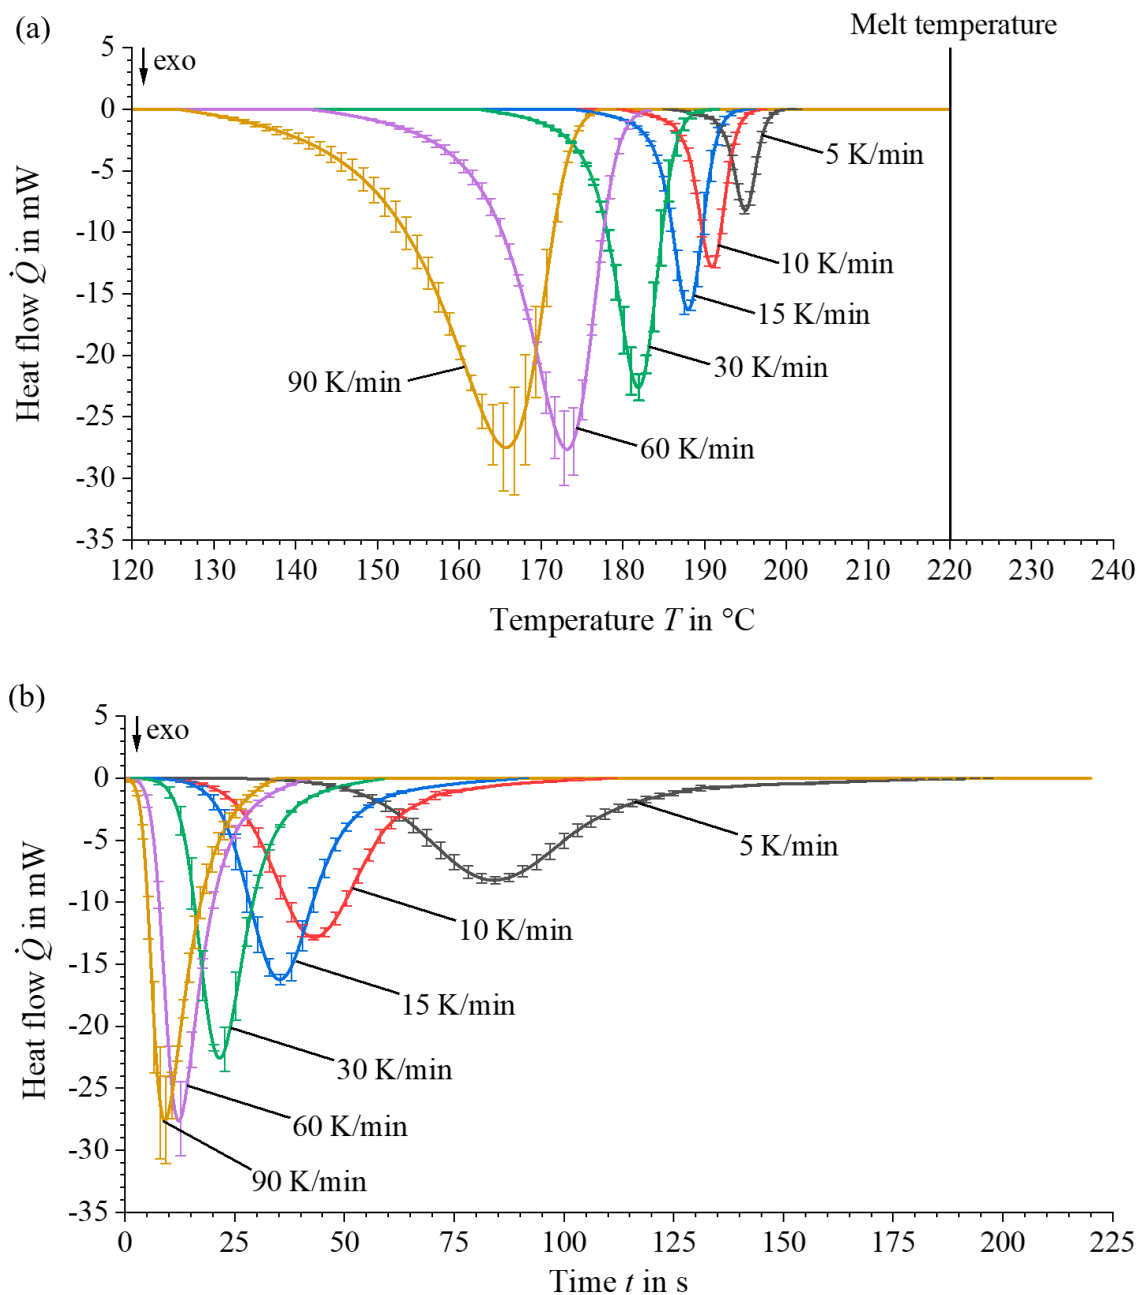 (a)
Melt temperature
5
exo
0
5 K/min
-5
-10
10 K/min
-15
15 K/min
-20
30 K/min
90 K/min
-25
60 K/min
-30
-35
120 130 140 150 160 170 180 190 200 210 220 230 240
Heat flow Q̇ in mW
Temperature T in °C
(b)
5
exo
0
-5
5 K/min
-10
10 K/min
-15
15 K/min
-20
30 K/min
-25
60 K/min
-30
90 K/min
-35
0 25 50 75 100 125 150 175 200 225
Heat flow Q̇ in mW
Time t in s